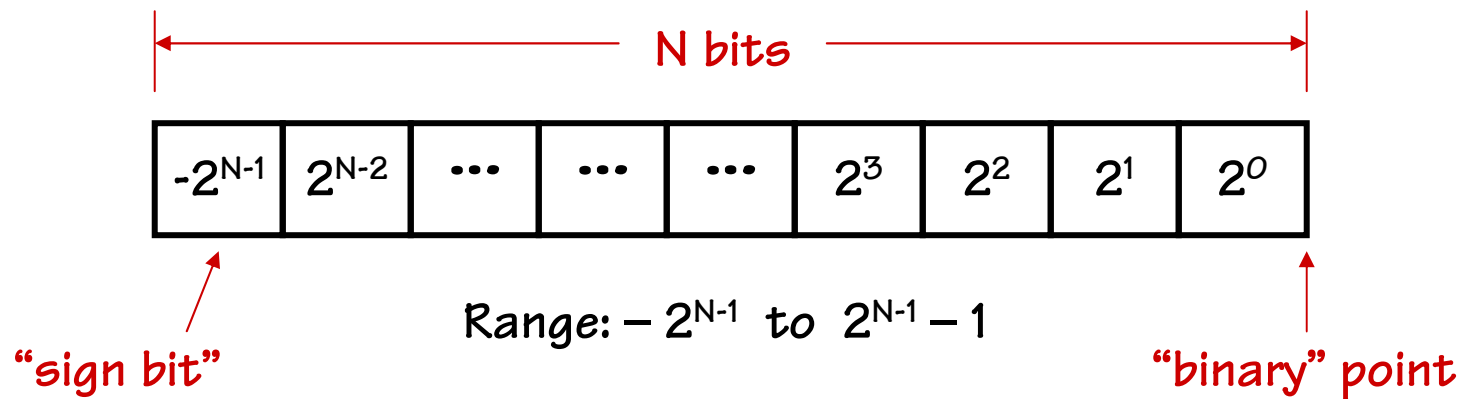 N bits
-2ᴺ⁻¹ 2ᴺ⁻² ... ... ... 2³ 2² 2¹ 2⁰
Range: – 2ᴺ⁻¹ to 2ᴺ⁻¹ – 1
“sign bit”
“binary” point